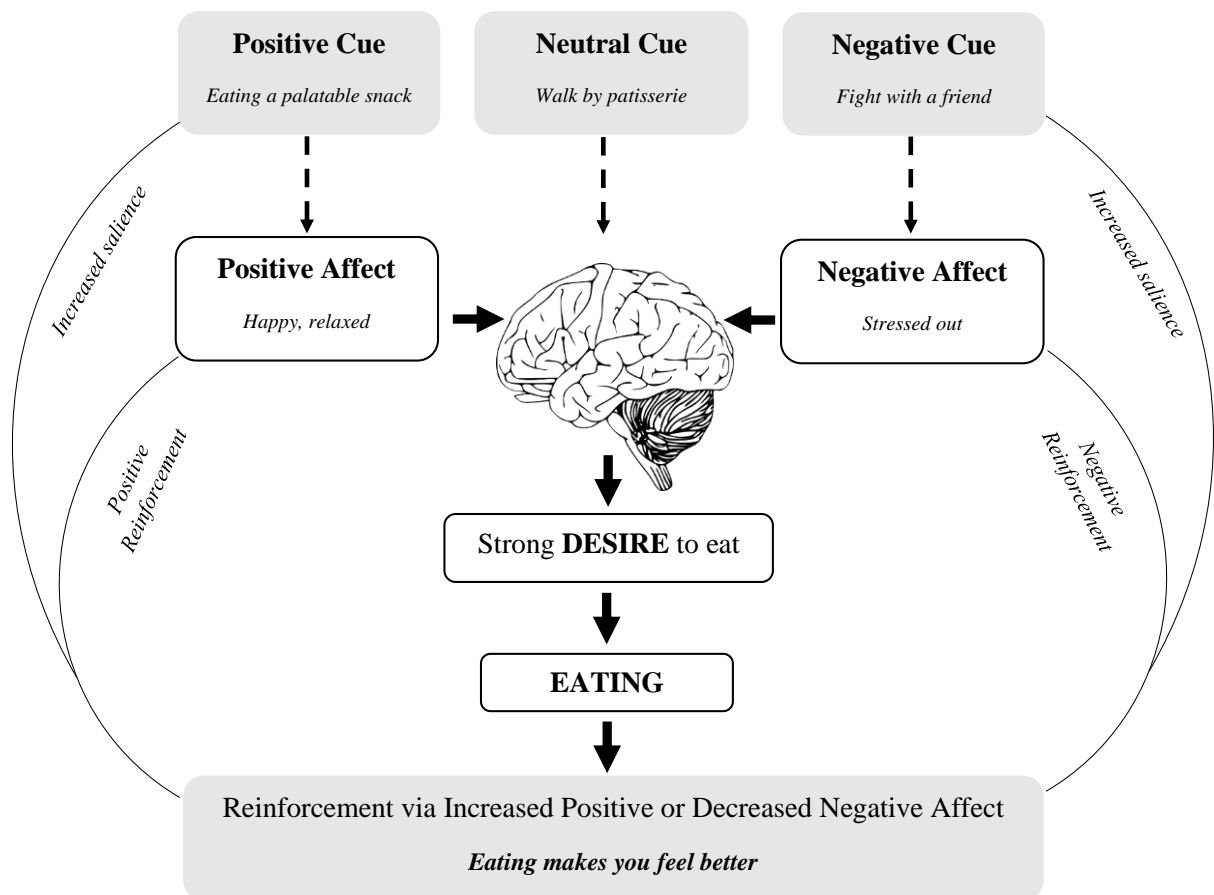 Positive Cue
Eating a palatable snack
Neutral Cue
Walk by patisserie
Negative Cue
Fight with a friend
Increased salience
Increased salience
Positive Affect
Happy, relaxed
Negative Affect
Stressed out
Positive
Reinforcement
Negative
Reinforcement
Strong DESIRE to eat
EATING
Reinforcement via Increased Positive or Decreased Negative Affect
Eating makes you feel better